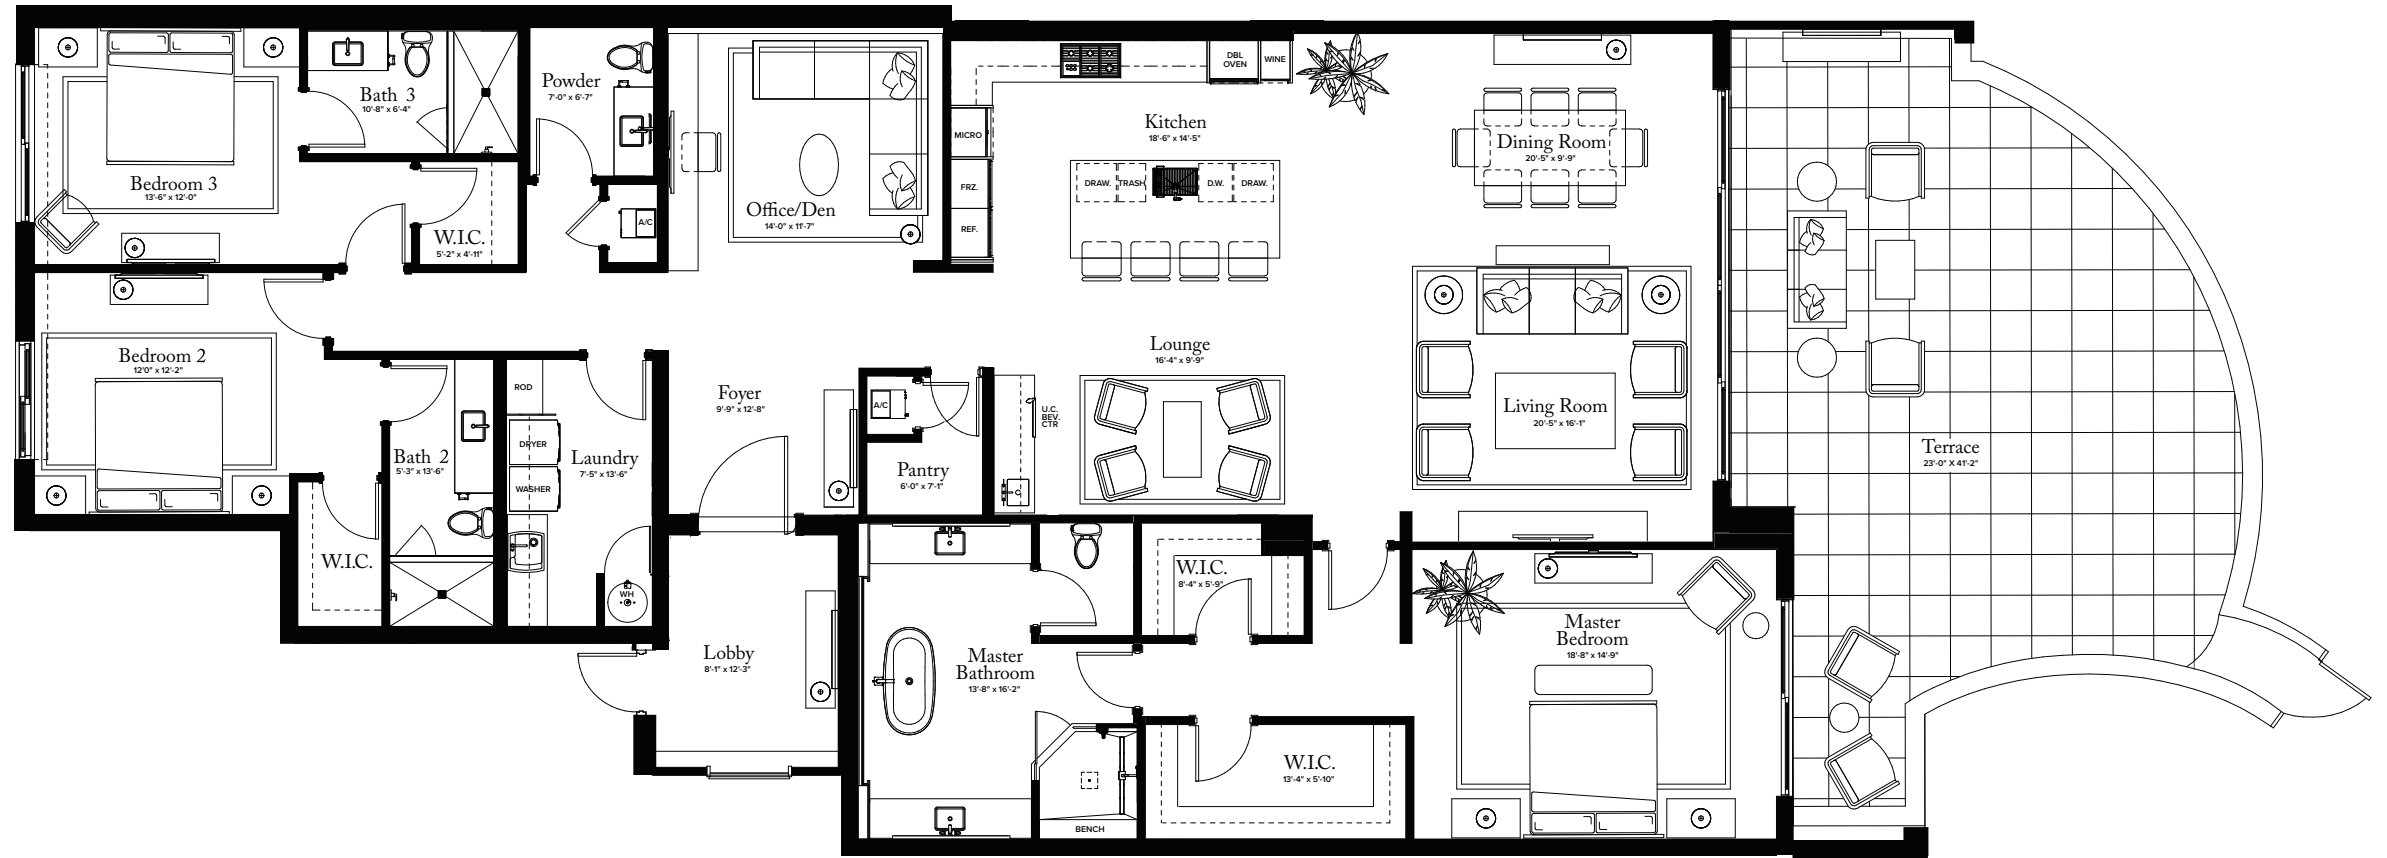 DBL
OVEN
WINE
Powder
7'-0" x 6'-7"
Bath 3
10'-8" x 6'-4"
Kitchen
18'-6" x 14'-5"
MICRO
Dining Room
20'-5" x 9'-9"
Bedroom 3
13'-6" x 12'-0"
FRZ.
DRAW.
TRASH
D.W.
DRAW.
Office/Den
14'-0" x 11'-7"
A/C
REF.
W.I.C.
5'-2" x 4'-11"
Lounge
16'-4" x 9'-9"
Bedroom 2
12'0" x 12'-2"
ROD
Foyer
9'-9" x 12'-8"
A/C
U.C.
BEV.
CTR
Living Room
20'-5" x 16'-1"
DRYER
Terrace
23'-0" X 41'-2"
Bath 2
5'-3" x 13'-6"
Laundry
7'-5" x 13'-6"
Pantry
6'-0" x 7'-1"
WASHER
W.I.C.
W.I.C.
8'-4" x 5'-9"
WH
Master
Bedroom
18'-8" x 14'-9"
Lobby
8'-1" x 12'-3"
Master
Bathroom
13'-8" x 16'-2"
W.I.C.
13'-4" x 5'-10"
BENCH